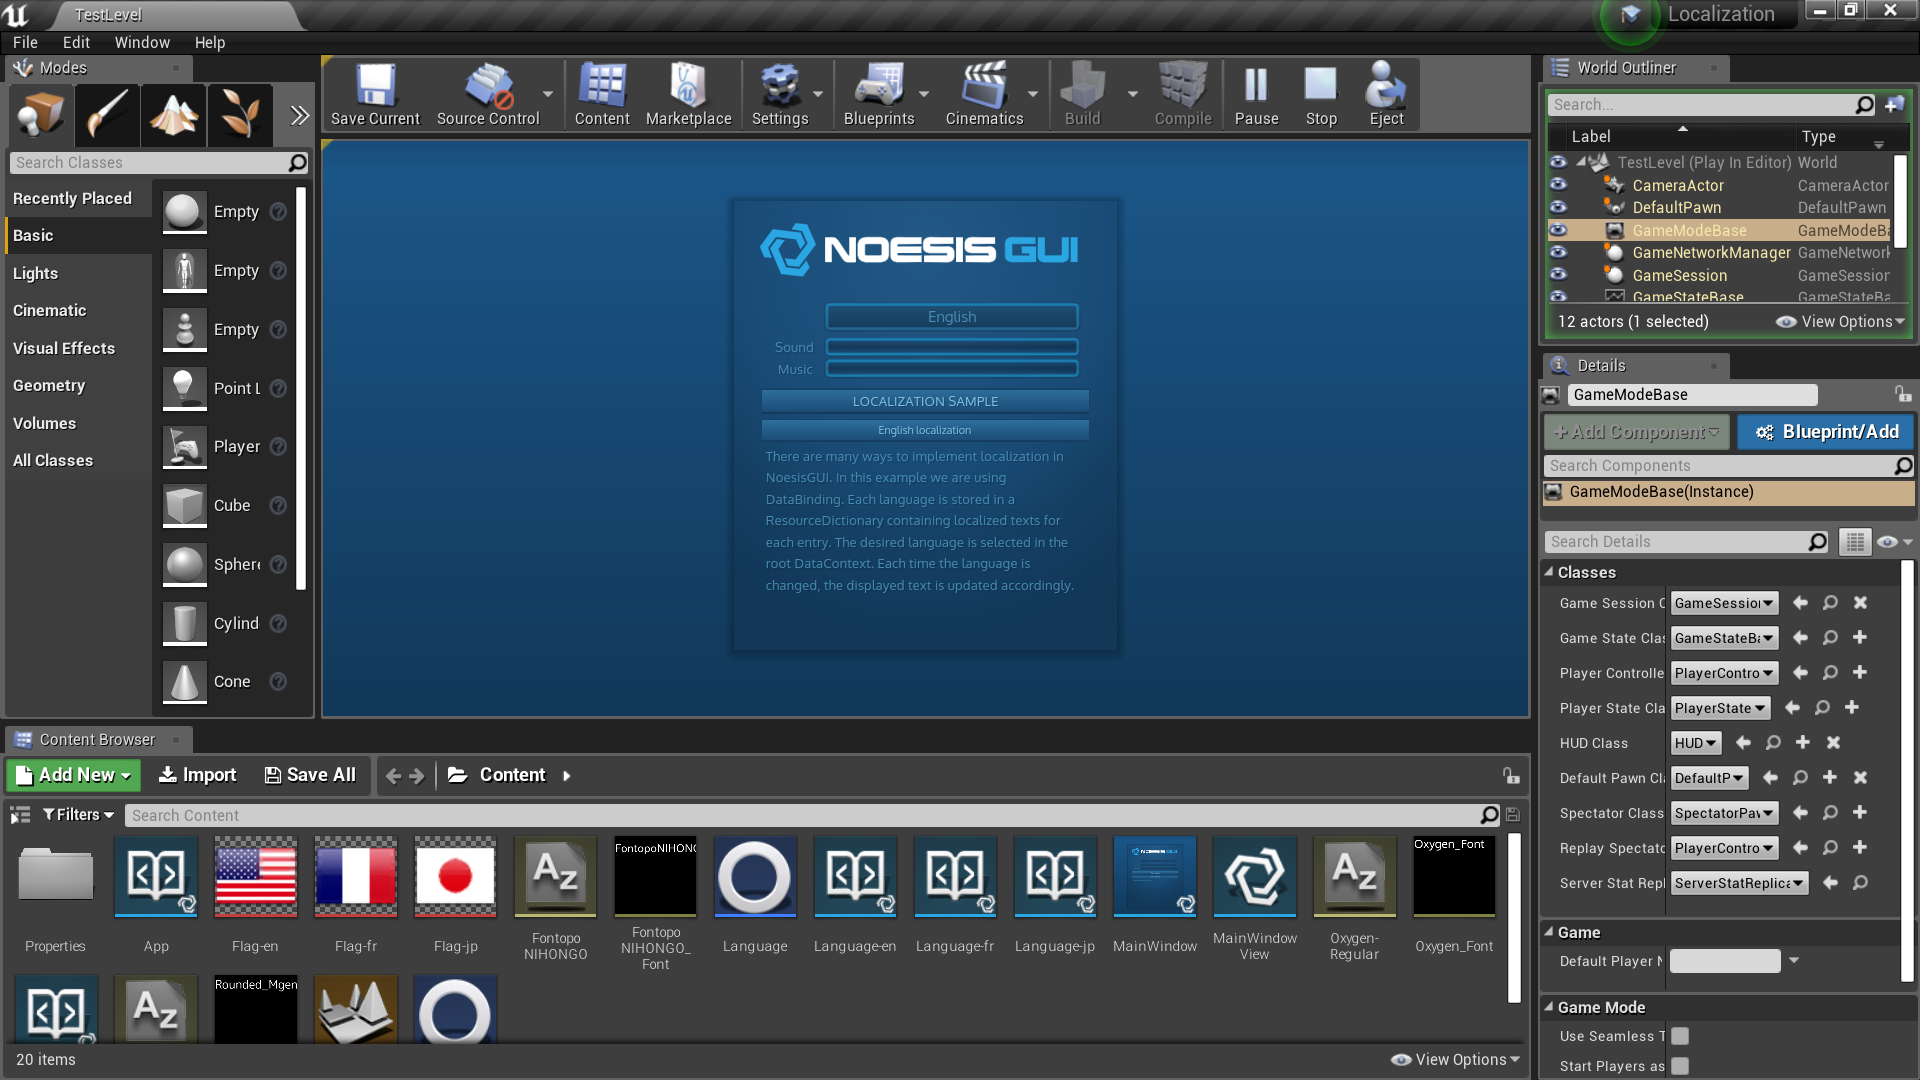 TestLevel
Localization
File Edit Window Help
Modes
Search Classes
Recently Placed
Basic
Lights
Cinematic
Visual Effects
Geometry
Volumes
All Classes
Empty
Empty
Empty
Point L
Player
Cube
Sphere
Cylind
Cone
Save Current
Source Control
Content
Marketplace
Settings
Blueprints
Cinematics
Build
Compile
Pause
Stop
Eject
NOESIS GUI
English
Sound
Music
LOCALIZATION SAMPLE
English localization
There are many ways to implement localization in
NoesisGUI. In this example we are using
DataBinding. Each language is stored in a
ResourceDictionary containing localized texts for
each entry. The desired language is selected in the
root DataContext. Each time the language is
changed, the displayed text is updated accordingly.
World Outliner
Search...
Label Type
TestLevel (Play In Editor) World
CameraActor CameraActor
DefaultPawn DefaultPawn
GameModeBase GameModeBa
GameNetworkManager GameNetwork
GameSession GameSession
GameStateBase GameStateBa
12 actors (1 selected) View Options
Details
GameModeBase
+ Add Component Blueprint/Add
Search Components
GameModeBase(Instance)
Search Details
Classes
Game Session C GameSession
Game State Clas GameStateBa
Player Controlle PlayerContro
Player State Cla PlayerState
HUD Class HUD
Default Pawn Cl DefaultP
Spectator Class SpectatorPaw
Replay Spectato PlayerContro
Server Stat Repl ServerStatReplica
Game
Default Player N
Game Mode
Use Seamless T
Start Players as
Content Browser
Add New Import Save All Content
Filters Search Content
FontopoNIHONG
Oxygen_Font
Properties
App
Flag-en
Flag-fr
Flag-jp
Fontopo
NIHONGO
Fontopo
NIHONGO_
Font
Language
Language-en
Language-fr
Language-jp
MainWindow
MainWindow
View
Oxygen-
Regular
Oxygen_Font
Rounded_Mgen
20 items View Options